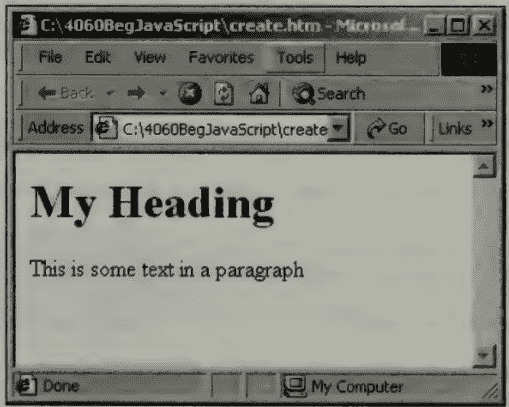 C:\4060BegJavaScript\create.htm - Microsof...
File Edit View Favorites Tools Help
Back Search »
Address C:\4060BegJavaScript\create Go Links »
My Heading
This is some text in a paragraph
Done My Computer